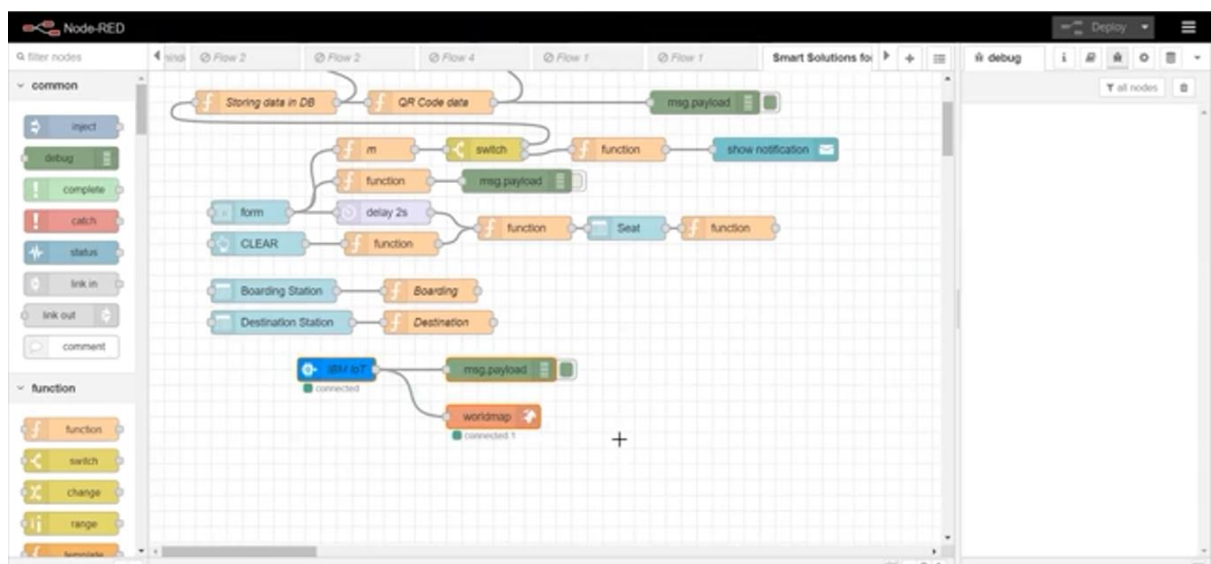 Node-RED
Deploy
filter nodes
Flow 2
Flow 2
Flow 4
Flow 1
Flow 1
Smart Solutions for
debug
i
common
all nodes
inject
debug
complete
catch
status
link in
link out
comment
function
function
switch
change
range
template
Storing data in DB
QR Code data
msg.payload
m
switch
function
show notification
function
msg.payload
form
delay 2s
function
Seat
function
CLEAR
function
Boarding Station
Boarding
Destination Station
Destination
IBM IoT
msg.payload
connected
worldmap
connected 1